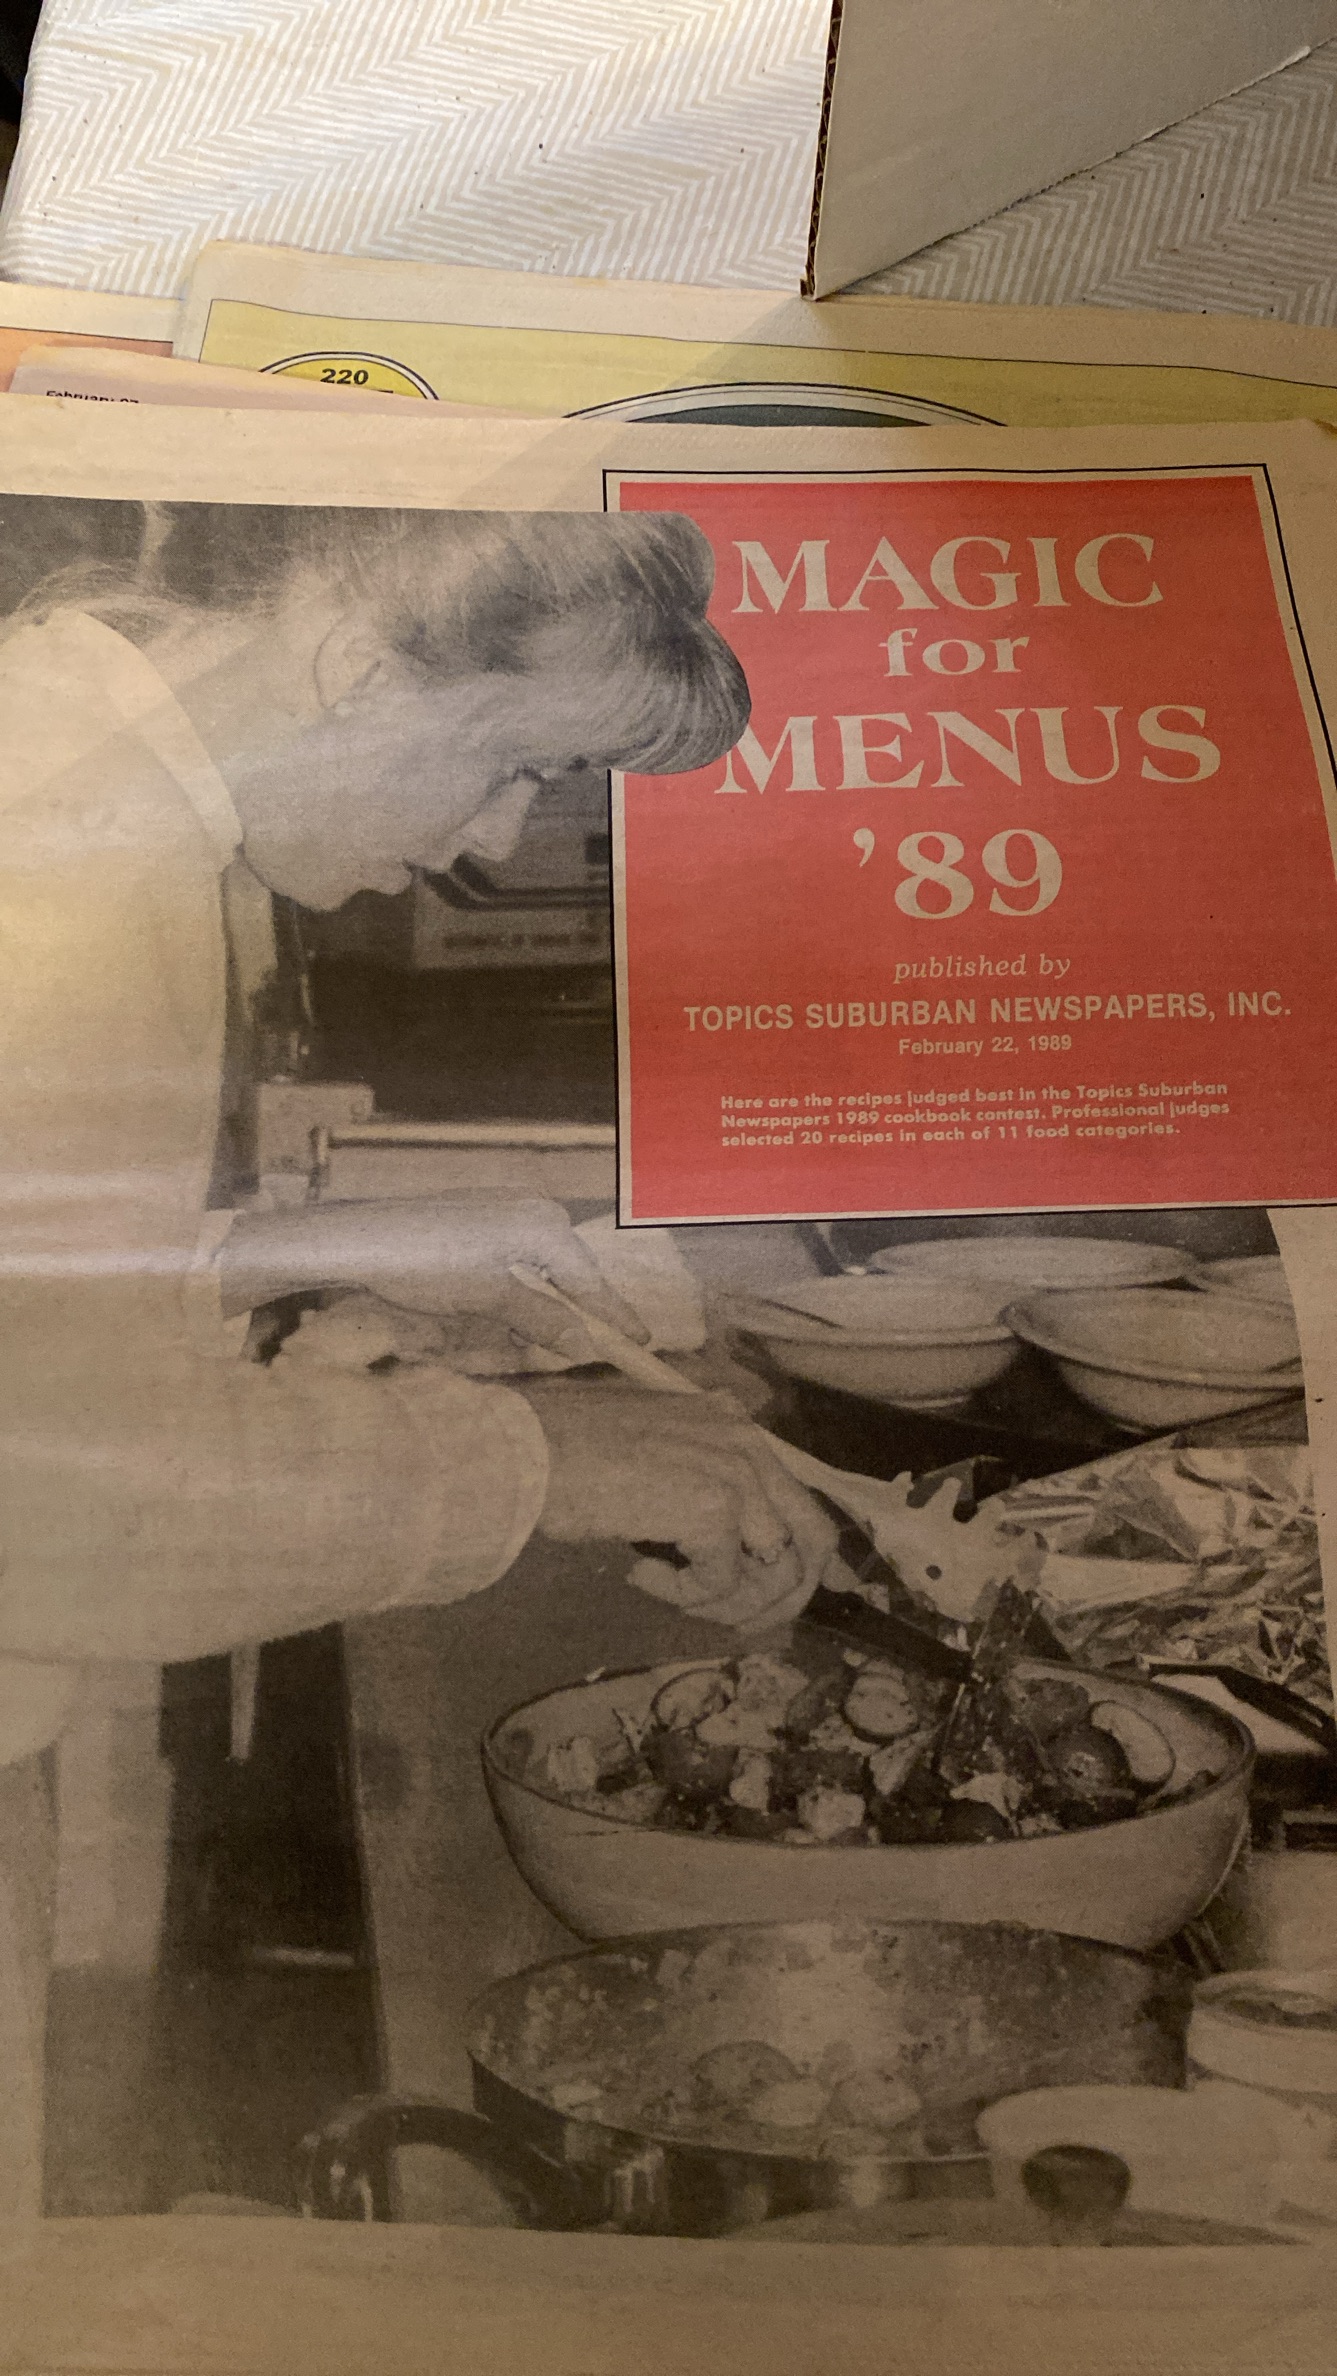 220
MAGIC
for
MENUS
’89
published by
TOPICS SUBURBAN NEWSPAPERS, INC.
February 22, 1989
Here are the recipes judged best in the Topics Suburban
Newspapers 1989 cookbook contest. Professional judges
selected 20 recipes in each of 11 food categories.